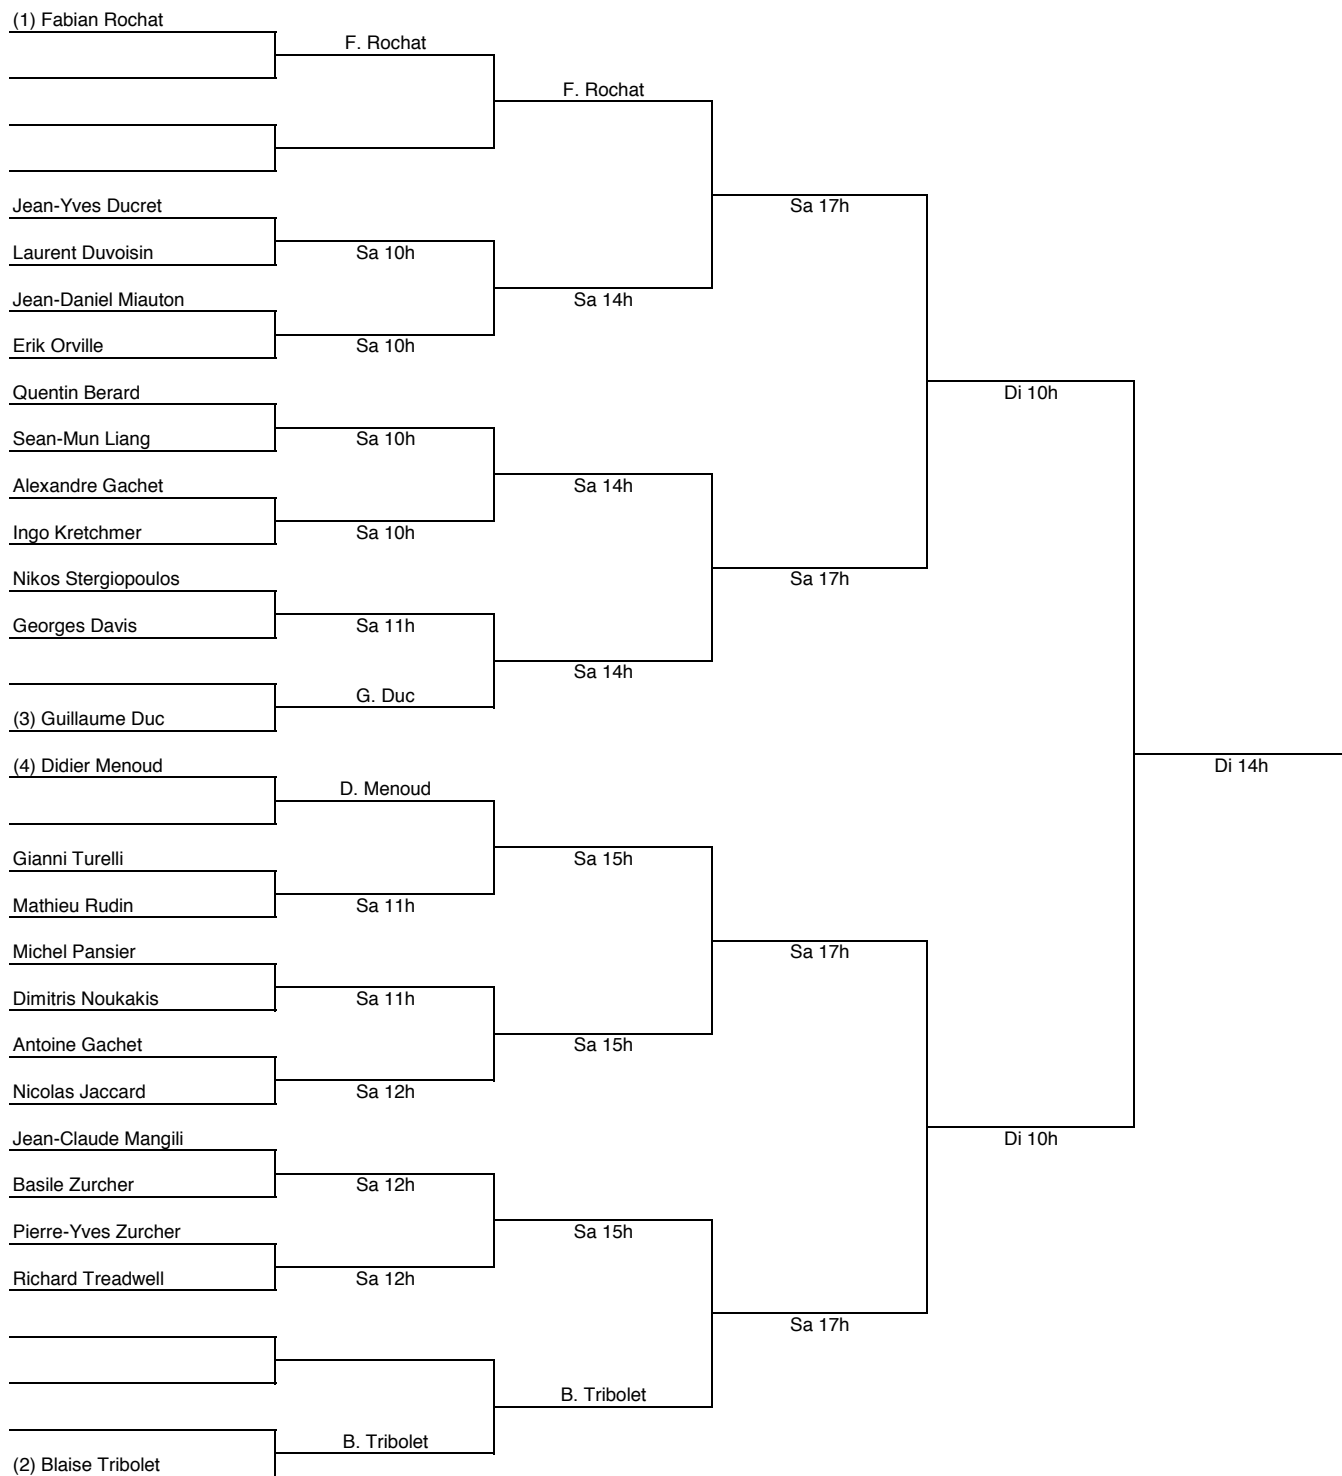 (1) Fabian Rochat
F. Rochat
F. Rochat
Jean-Yves Ducret
Sa 17h
Laurent Duvoisin
Sa 10h
Jean-Daniel Miauton
Sa 14h
Erik Orville
Sa 10h
Quentin Berard
Di 10h
Sean-Mun Liang
Sa 10h
Alexandre Gachet
Sa 14h
Ingo Kretchmer
Sa 10h
Nikos Stergiopoulos
Sa 17h
Georges Davis
Sa 11h
Sa 14h
G. Duc
(3) Guillaume Duc
(4) Didier Menoud
Di 14h
D. Menoud
Gianni Turelli
Sa 15h
Mathieu Rudin
Sa 11h
Michel Pansier
Sa 17h
Dimitris Noukakis
Sa 11h
Antoine Gachet
Sa 15h
Nicolas Jaccard
Sa 12h
Jean-Claude Mangili
Di 10h
Basile Zurcher
Sa 12h
Pierre-Yves Zurcher
Sa 15h
Richard Treadwell
Sa 12h
Sa 17h
B. Tribolet
B. Tribolet
(2) Blaise Tribolet